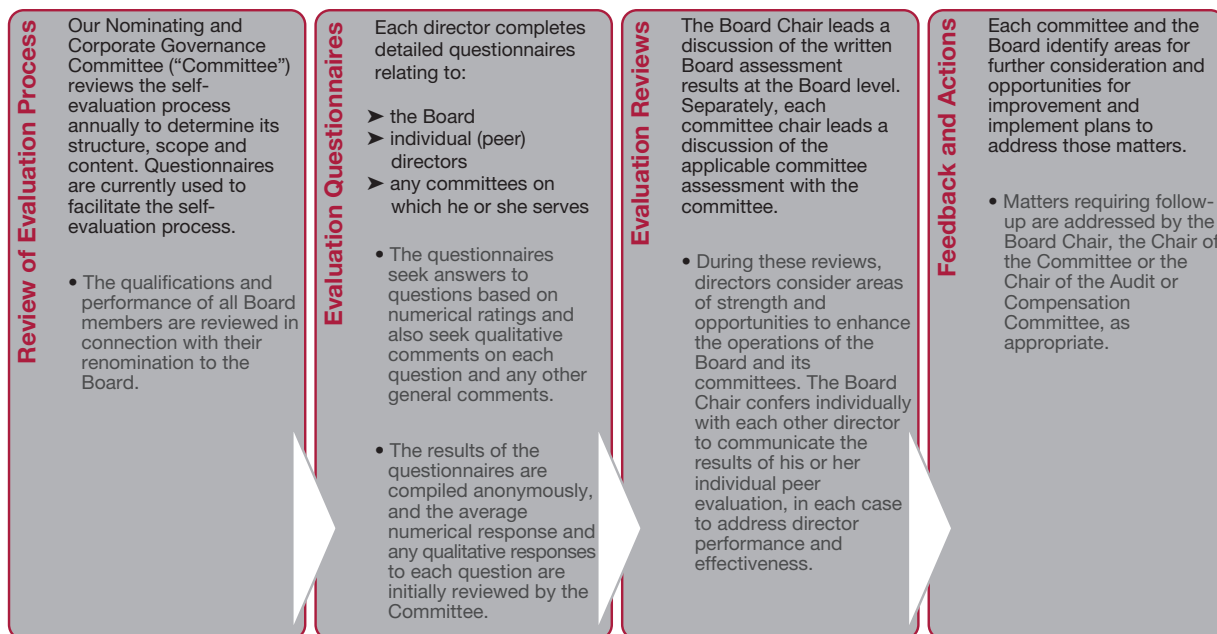 Review of Evaluation Process
Our Nominating and
Corporate Governance
Committee (“Committee”)
reviews the self-
evaluation process
annually to determine its
structure, scope and
content. Questionnaires
are currently used to
facilitate the self-
evaluation process.
• The qualifications and
performance of all Board
members are reviewed in
connection with their
renomination to the
Board.
Evaluation Questionnaires
Each director completes
detailed questionnaires
relating to:
➤ the Board
➤ individual (peer)
directors
➤ any committees on
which he or she serves
• The questionnaires
seek answers to
questions based on
numerical ratings and
also seek qualitative
comments on each
question and any other
general comments.
• The results of the
questionnaires are
compiled anonymously,
and the average
numerical response and
any qualitative responses
to each question are
initially reviewed by the
Committee.
Evaluation Reviews
The Board Chair leads a
discussion of the written
Board assessment
results at the Board level.
Separately, each
committee chair leads a
discussion of the
applicable committee
assessment with the
committee.
• During these reviews,
directors consider areas
of strength and
opportunities to enhance
the operations of the
Board and its
committees. The Board
Chair confers individually
with each other director
to communicate the
results of his or her
individual peer
evaluation, in each case
to address director
performance and
effectiveness.
Feedback and Actions
Each committee and the
Board identify areas for
further consideration and
opportunities for
improvement and
implement plans to
address those matters.
• Matters requiring follow-
up are addressed by the
Board Chair, the Chair of
the Committee or the
Chair of the Audit or
Compensation
Committee, as
appropriate.